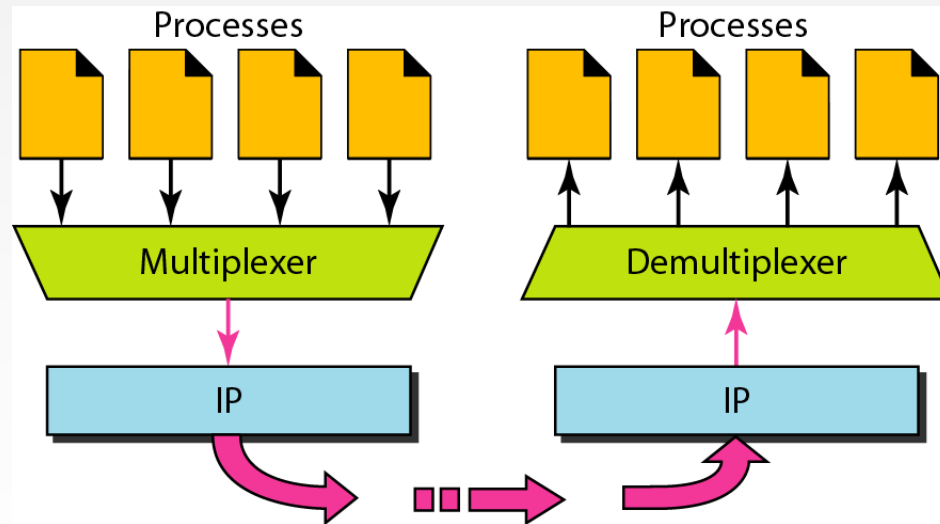 Processes
Processes
Multiplexer
Demultiplexer
IP
IP